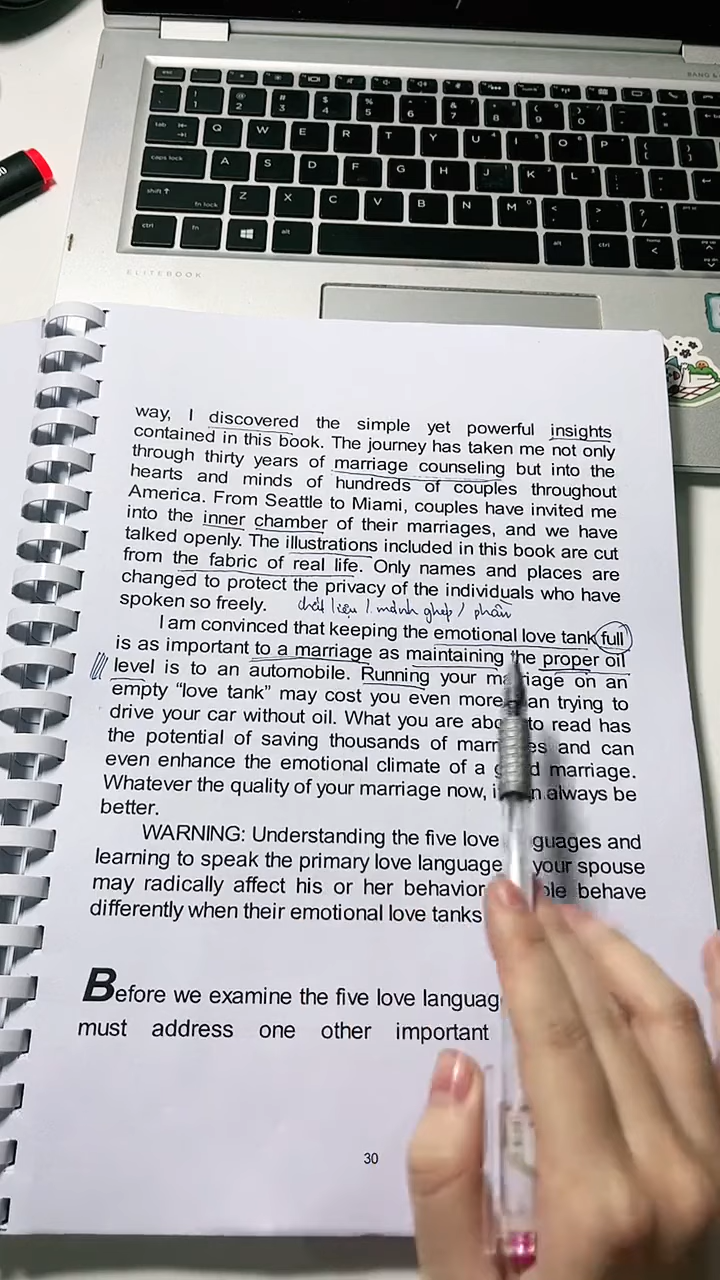 ELITEBOOK
way, I discovered the simple yet powerful insights
contained in this book. The journey has taken me not only
through thirty years of marriage counseling but into the
hearts and minds of hundreds of couples throughout
America. From Seattle to Miami, couples have invited me
into the inner chamber of their marriages, and we have
talked openly. The illustrations included in this book are cut
from the fabric of real life. Only names and places are
changed to protect the privacy of the individuals who have
spoken so freely.
chất liệu / mảnh ghép / phần
I am convinced that keeping the emotional love tank full
is as important to a marriage as maintaining the proper oil
level is to an automobile. Running your marriage on an
empty “love tank” may cost you even more than trying to
drive your car without oil. What you are about to read has
the potential of saving thousands of marriages and can
even enhance the emotional climate of a good marriage.
Whatever the quality of your marriage now, it can always be
better.
WARNING: Understanding the five love languages and
learning to speak the primary love language your spouse
may radically affect his or her behavior behave
differently when their emotional love tanks
Before we examine the five love
must address one other important
30